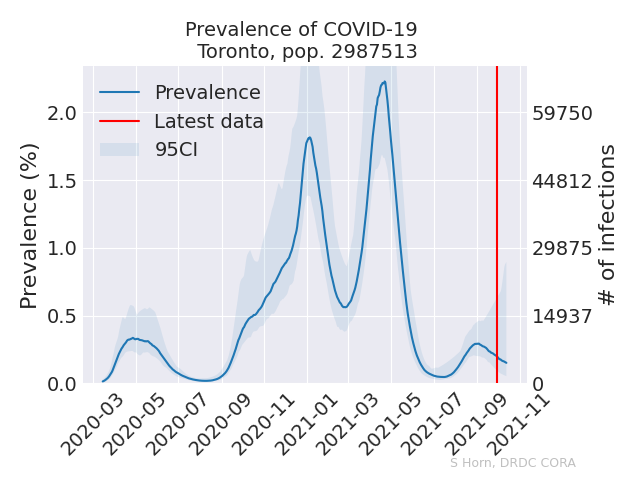 Prevalence of COVID-19
Toronto, pop. 2987513
Prevalence
Latest data
95CI
Prevalence (%)
2.0
1.5
1.0
0.5
0.0
59750
44812
29875
14937
0
# of infections
2020-03
2020-05
2020-07
2020-09
2020-11
2021-01
2021-03
2021-05
2021-07
2021-09
2021-11
S Horn, DRDC CORA